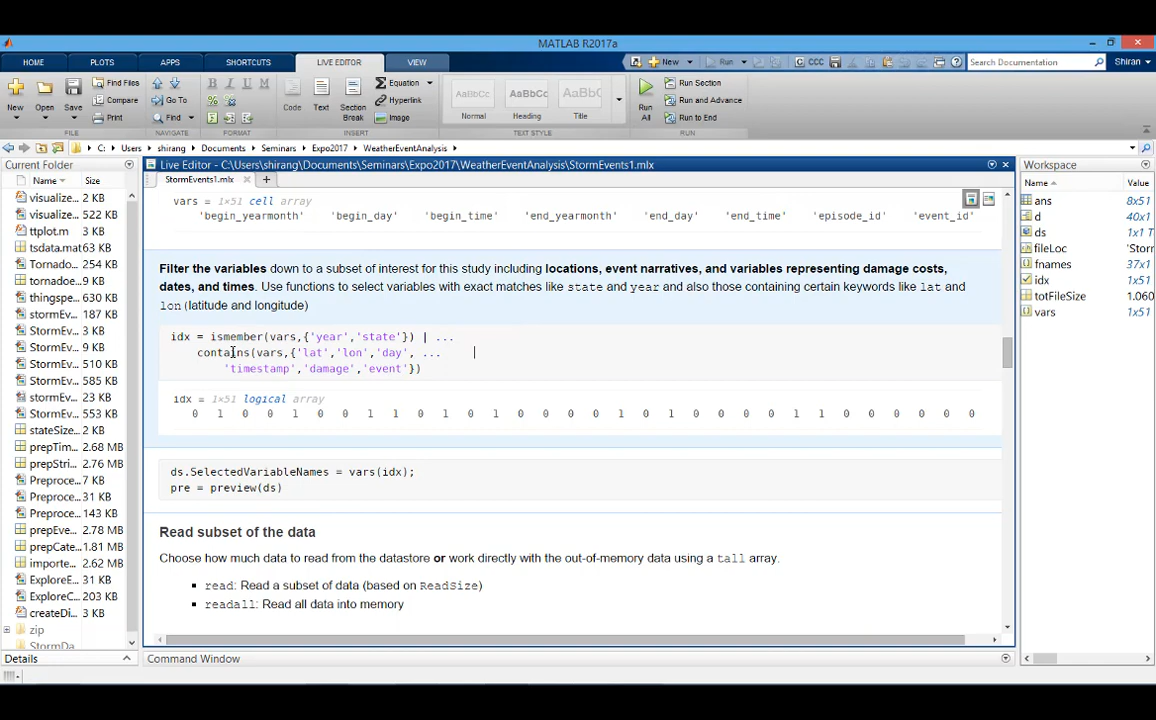 MATLAB R2017a
HOME PLOTS APPS SHORTCUTS LIVE EDITOR VIEW New Run CCC Search Documentation Shiran
New Open Save Find Files Compare Print Go To Find B I U M Code Text Section Break Equation Hyperlink Image AaBbCc Normal AaBbCc Heading AaBbCc Title Run All Run Section Run and Advance Run to End
FILE NAVIGATE FORMAT INSERT TEXT STYLE RUN
C: Users shirang Documents Seminars Expo2017 WeatherEventAnalysis
Current Folder
Name Size
visualize... 2 KB
visualize... 522 KB
ttplot.m 3 KB
tsdata.mat 63 KB
Tornado... 254 KB
tornadoe... 2 KB
thingspe... 630 KB
stormEv... 187 KB
StormEv... 3 KB
StormEv... 510 KB
StormEv... 585 KB
stormEv... 23 KB
StormEv... 553 KB
stateSize... 2 KB
prepTim... 2.68 MB
prepStri... 2.76 MB
Preproce... 7 KB
Preproce... 31 KB
Preproce... 143 KB
prepEve... 2.78 MB
prepCate... 1.81 MB
importe... 2.62 MB
ExploreE... 31 KB
ExploreC... 203 KB
createDi... 3 KB
zip
StormDa...
Details
Live Editor - C:\Users\shirang\Documents\Seminars\Expo2017\WeatherEventAnalysis\StormEvents1.mlx
StormEvents1.mlx
vars = 1×51 cell array
'begin_yearmonth' 'begin_day' 'begin_time' 'end_yearmonth' 'end_day' 'end_time' 'episode_id' 'event_id'
Filter the variables down to a subset of interest for this study including locations, event narratives, and variables representing damage costs,
dates, and times. Use functions to select variables with exact matches like state and year and also those containing certain keywords like lat and
lon (latitude and longitude)
idx = ismember(vars,{'year','state'}) | ...
contains(vars,{'lat','lon','day', ...
'timestamp','damage','event'})
idx = 1×51 logical array
0 1 0 0 1 0 0 1 1 0 1 0 1 0 0 0 0 1 0 1 0 0 0 0 1 1 0 0 0 0 0 0
ds.SelectedVariableNames = vars(idx);
pre = preview(ds)
Read subset of the data
Choose how much data to read from the datastore or work directly with the out-of-memory data using a tall array.
▪ read: Read a subset of data (based on ReadSize)
▪ readall: Read all data into memory
Command Window
Workspace
Name Value
ans 8x51
d 40x1
ds 1x1 T
fileLoc 'Stor
fnames 37x1
idx 1x51
totFileSize 1.060
vars 1x51